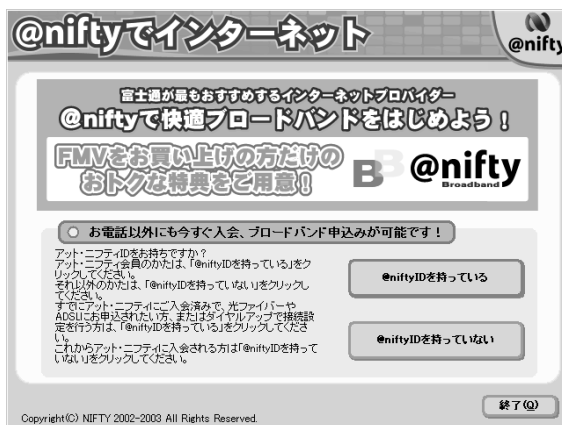 @niftyでインターネット
@nifty
富士通が最もおすすめするインターネットプロバイダー
@niftyで快適ブロードバンドをはじめよう！
FMVをお買い上げの方だけの
おトクな特典をご用意！
BB @nifty
Broadband
お電話以外にも今すぐ入会、ブロードバンド申込みが可能です！
アット・ニフティIDをお持ちですか？
アット・ニフティ会員のかたは、「@niftyIDを持っている」をク
リックしてください。
それ以外のかたは、「@niftyIDを持っていない」をクリックし
てください。
すでにアット・ニフティにご入会済みで、光ファイバーや
ADSLにお申込されたい方、またはダイヤルアップで接続設
定を行う方は、「@niftyIDを持っている」をクリックしてくださ
い。
これからアット・ニフティに入会される方は「@niftyIDを持って
いない」をクリックしてください。
@niftyIDを持っている
@niftyIDを持っていない
終了(Q)
Copyright(C) NIFTY 2002-2003 All Rights Reserved.